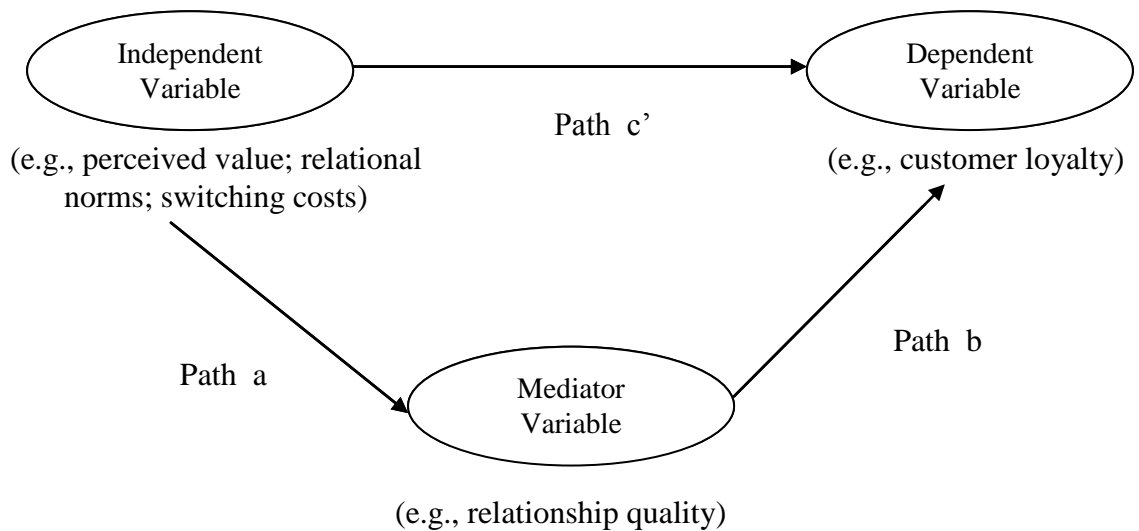 Independent
Variable
Dependent
Variable
Path c’
(e.g., perceived value; relational
norms; switching costs)
(e.g., customer loyalty)
Path a
Path b
Mediator
Variable
(e.g., relationship quality)